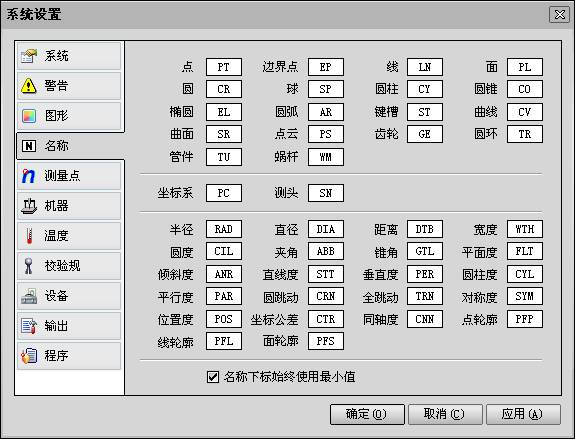 系统设置
系统
警告
图形
名称
测量点
机器
温度
校验规
设备
输出
程序
点 PT 边界点 EP 线 LN 面 PL
圆 CR 球 SP 圆柱 CY 圆锥 CO
椭圆 EL 圆弧 AR 键槽 ST 曲线 CV
曲面 SR 点云 PS 齿轮 GE 圆环 TR
管件 TU 蜗杆 WM
坐标系 PC 测头 SN
半径 RAD 直径 DIA 距离 DTB 宽度 WTH
圆度 CIL 夹角 ABB 锥角 GTL 平面度 FLT
倾斜度 ANR 直线度 STT 垂直度 PER 圆柱度 CYL
平行度 PAR 圆跳动 CRN 全跳动 TRN 对称度 SYM
位置度 POS 坐标公差 CTR 同轴度 CNN 点轮廓 PFP
线轮廓 PFL 面轮廓 PFS
名称下标始终使用最小值
确定(O) 取消(C) 应用(A)